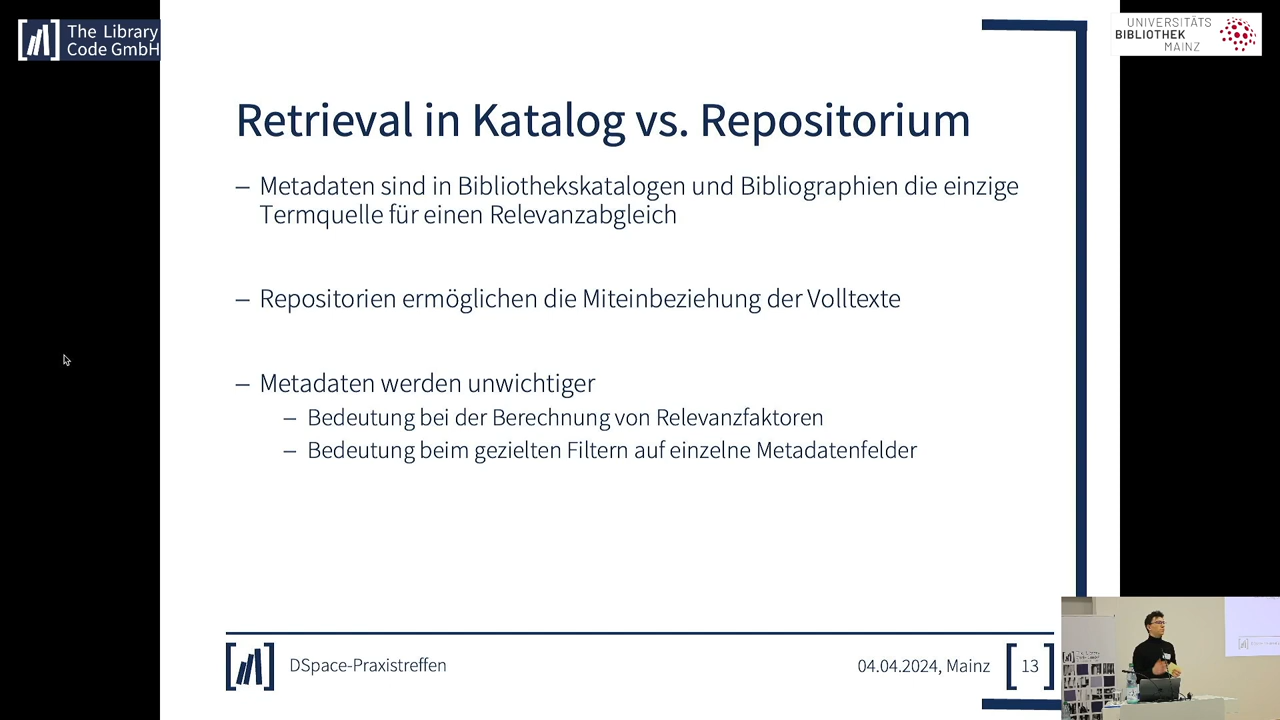 The Library
Code GmbH
UNIVERSITÄTS
BIBLIOTHEK
MAINZ
Retrieval in Katalog vs. Repositorium
– Metadaten sind in Bibliothekskatalogen und Bibliographien die einzige
Termquelle für einen Relevanzabgleich
– Repositorien ermöglichen die Miteinbeziehung der Volltexte
– Metadaten werden unwichtiger
– Bedeutung bei der Berechnung von Relevanzfaktoren
– Bedeutung beim gezielten Filtern auf einzelne Metadatenfelder
DSpace-Praxistreffen
04.04.2024, Mainz
13